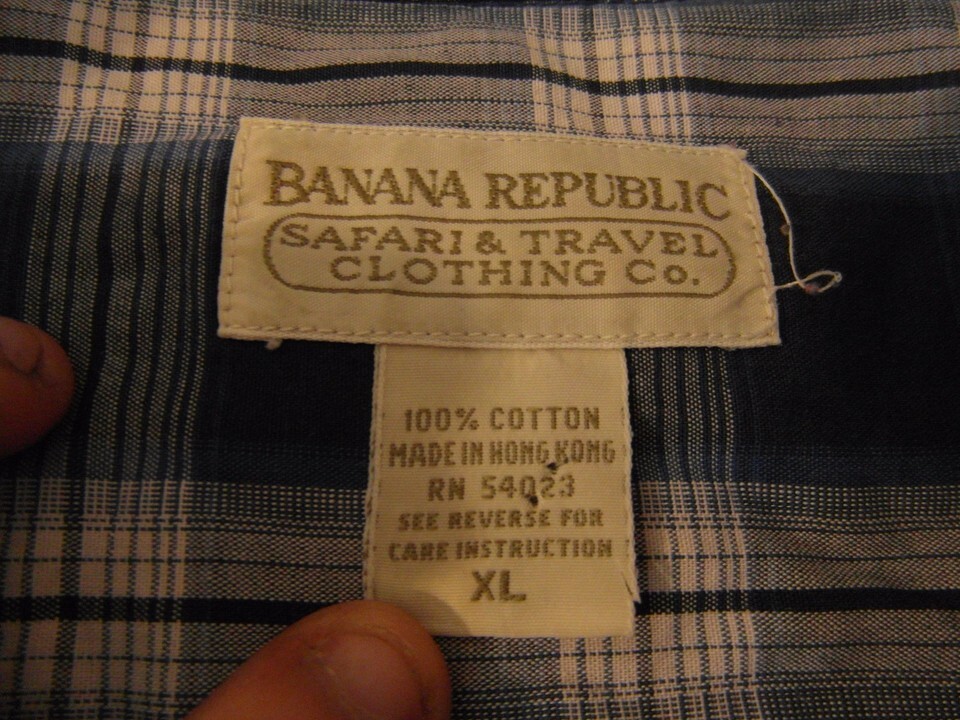 BANANA REPUBLIC
SAFARI & TRAVEL
CLOTHING Co.
100% COTTON
MADE IN HONG KONG
RN 54023
SEE REVERSE FOR
CARE INSTRUCTION
XL